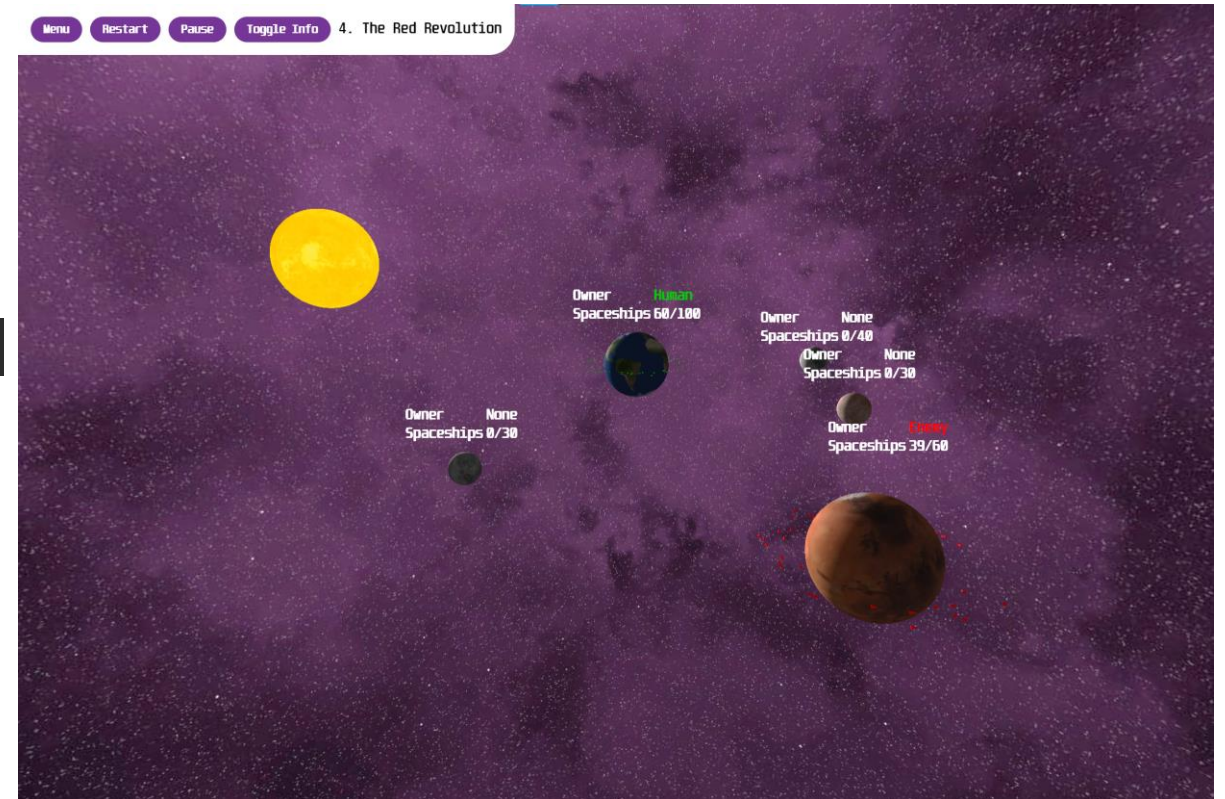 Menu Restart Pause Toggle Info 4. The Red Revolution
Owner Human
Spaceships 60/100
Owner None
Spaceships 0/40
Owner None
Spaceships 0/30
Owner None
Spaceships 0/30
Owner Enemy
Spaceships 39/60